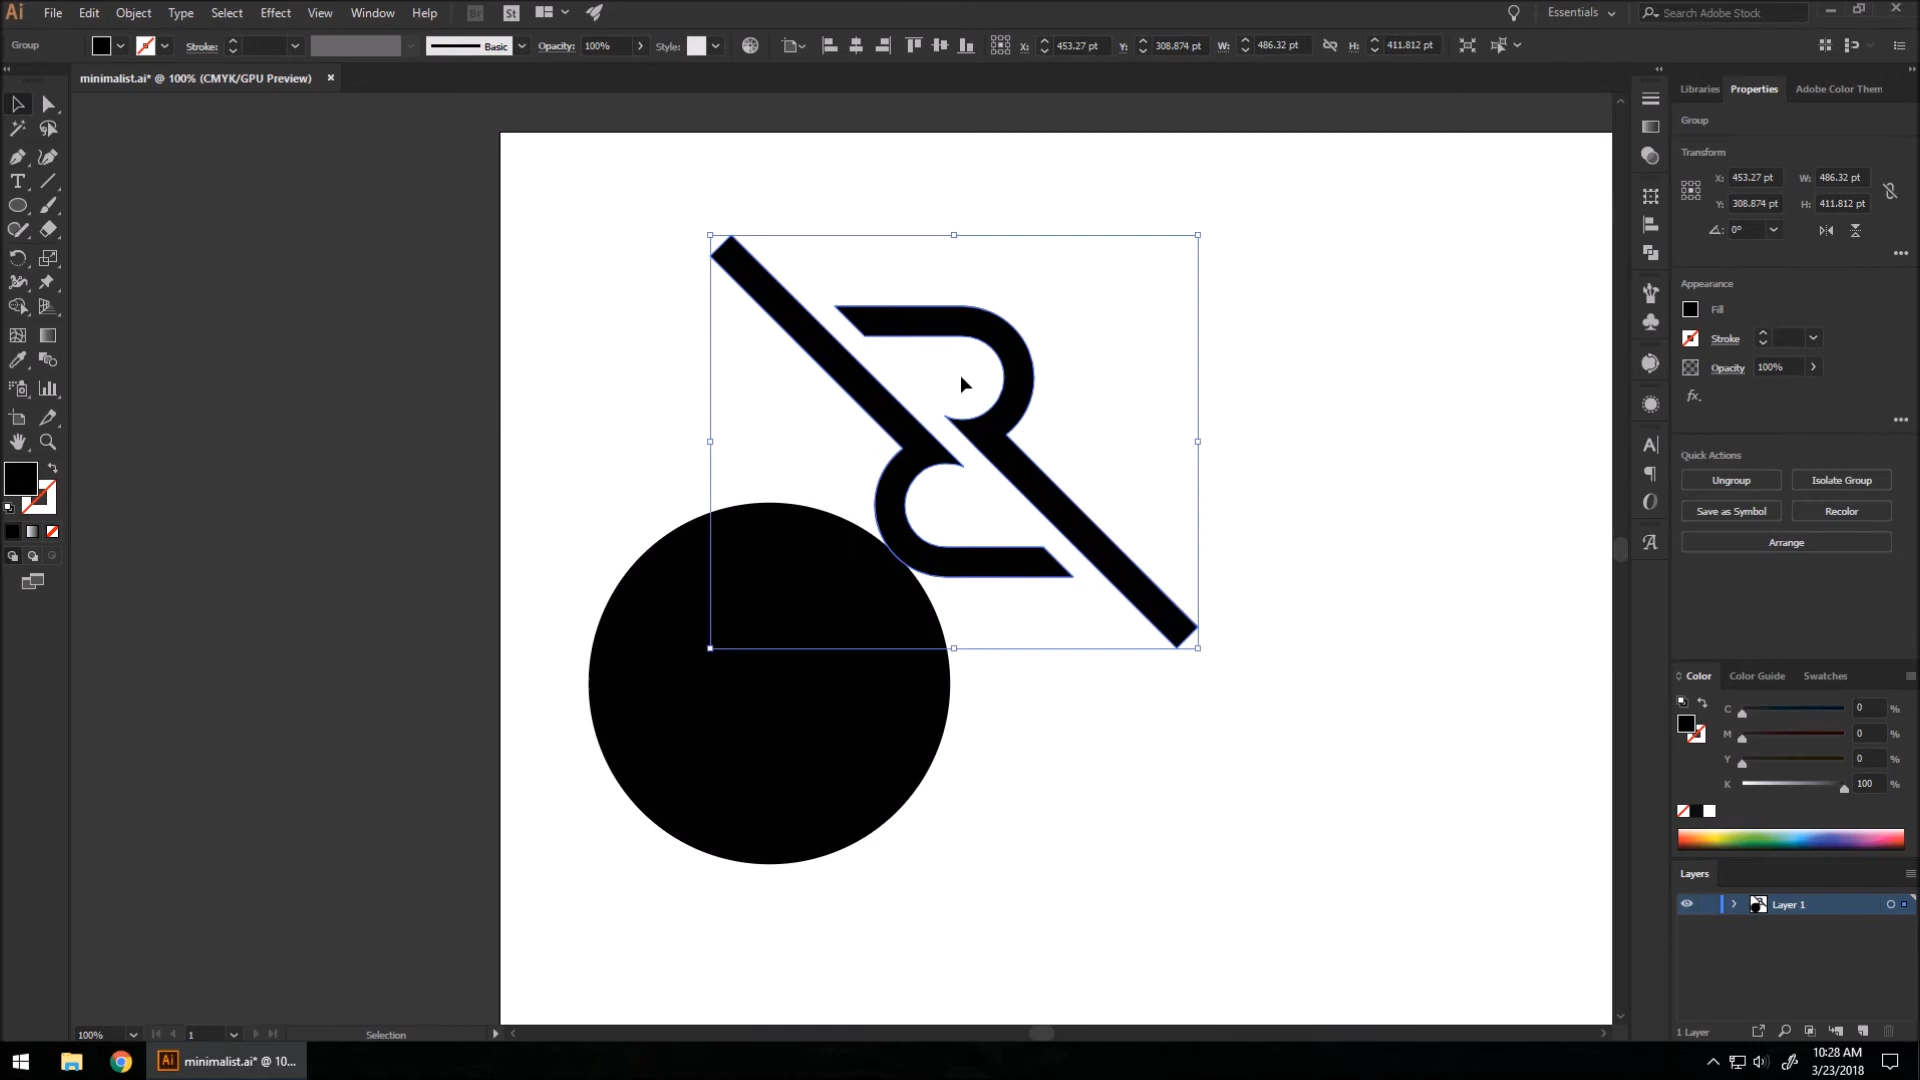 Ai File Edit Object Type Select Effect View Window Help Br St Essentials Search Adobe Stock
Group Stroke: Basic Opacity: 100% Style: X: 453.27 pt Y: 308.874 pt W: 486.32 pt H: 411.812 pt
minimalist.ai* @ 100% (CMYK/GPU Preview)
Libraries Properties Adobe Color Them
Group
Transform
X: 453.27 pt W: 486.32 pt
Y: 308.874 pt H: 411.812 pt
0°
Appearance
Fill
Stroke
Opacity 100%
fx.
Quick Actions
Ungroup Isolate Group
Save as Symbol Recolor
Arrange
Color Color Guide Swatches
C 0 %
M 0 %
Y 0 %
K 100 %
Layers
Layer 1
1 Layer
100% 1 Selection
Ai minimalist.ai* @ 10...
10:28 AM
3/23/2018